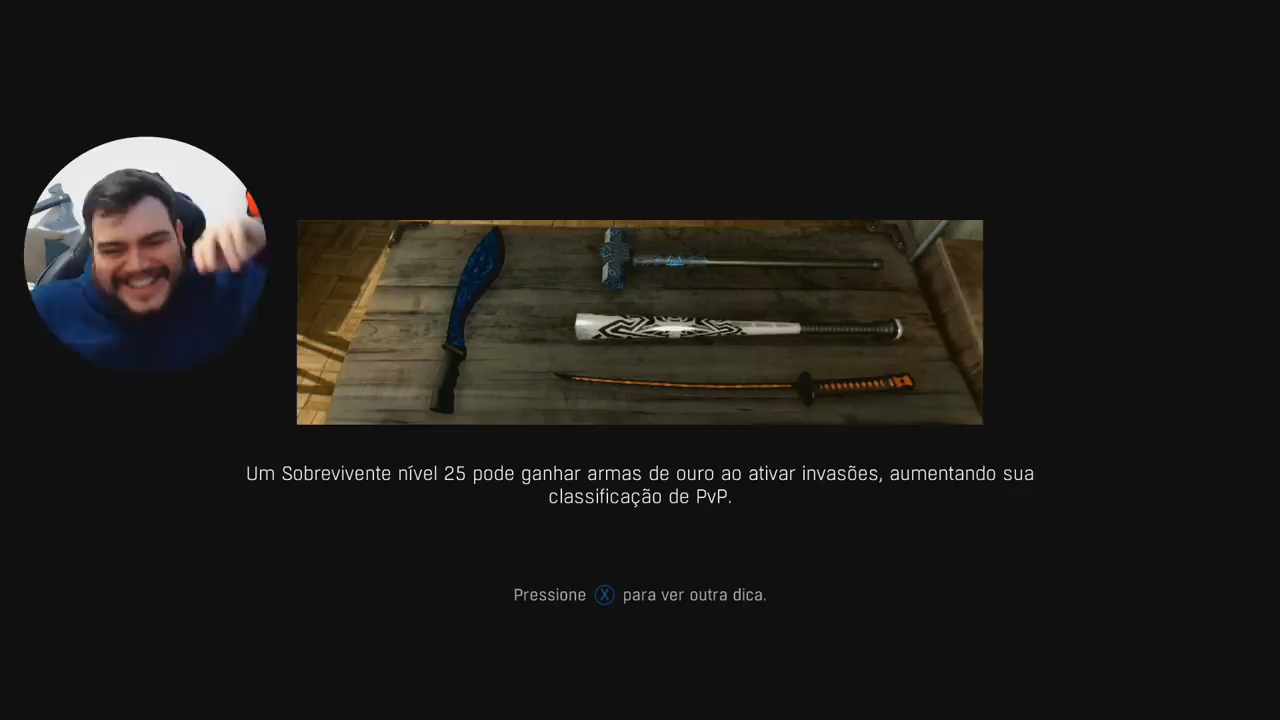 Um Sobrevivente nível 25 pode ganhar armas de ouro ao ativar invasões, aumentando sua
classificação de PvP.
Pressione X para ver outra dica.